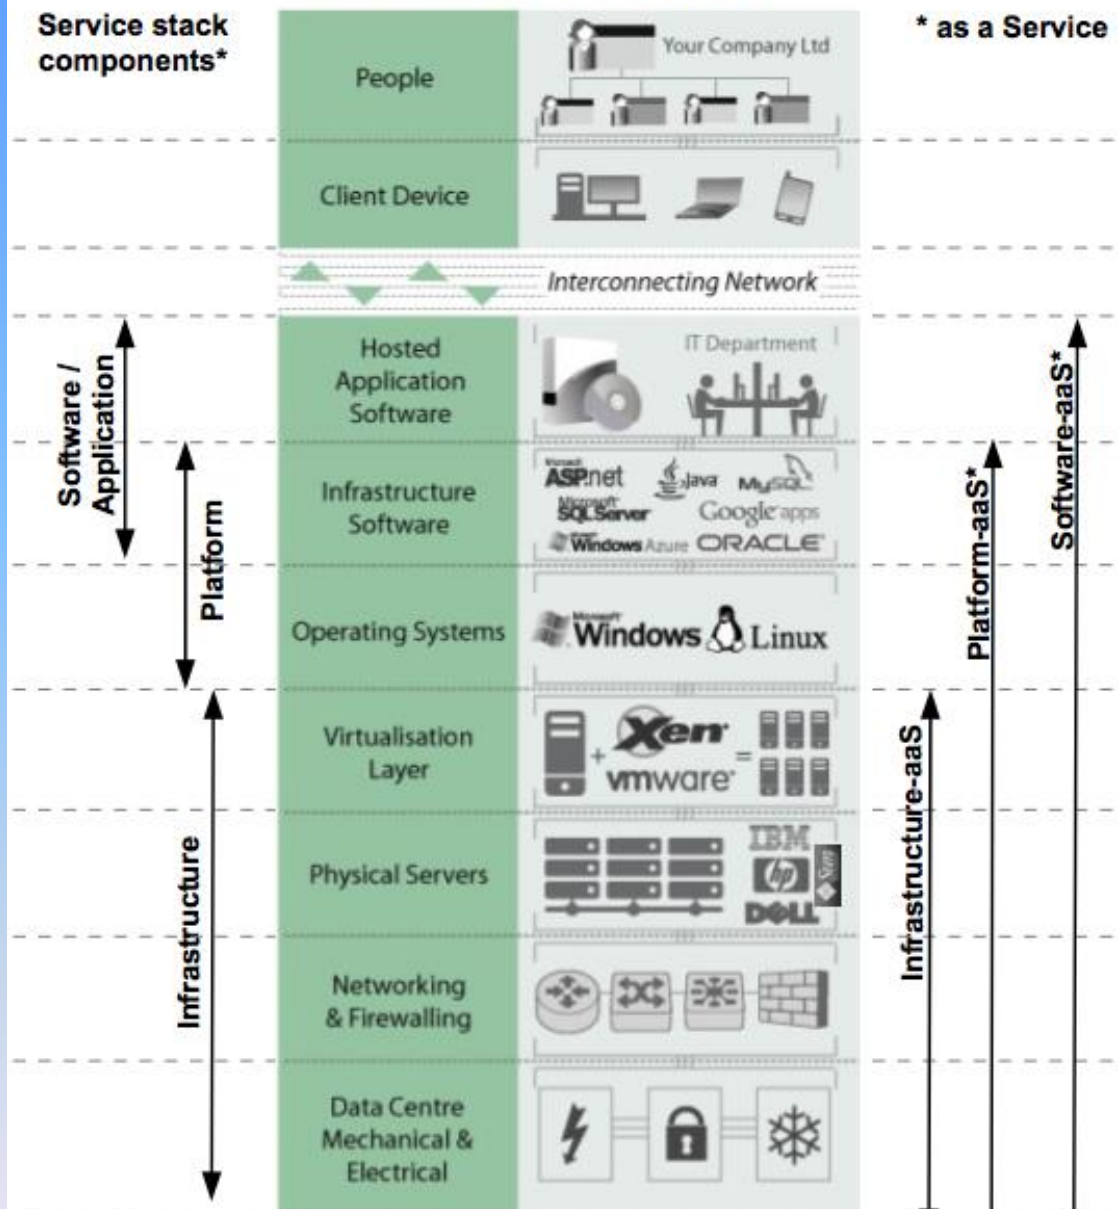 Service stack
components*
* as a Service
People
Your Company Ltd
Client Device
Interconnecting Network
Hosted
Application
Software
IT Department
Infrastructure
Software
Microsoft
ASP.net
Java
MySQL
Microsoft
SQL Server
Google apps
Windows Azure
ORACLE
Operating Systems
Microsoft
Windows
Linux
Virtualisation
Layer
+
Xen
vmware
=
Physical Servers
IBM
hp
Sun
DELL
Networking
& Firewalling
Data Centre
Mechanical &
Electrical
Software /
Application
Platform
Infrastructure
Infrastructure-aaS
Platform-aaS*
Software-aaS*